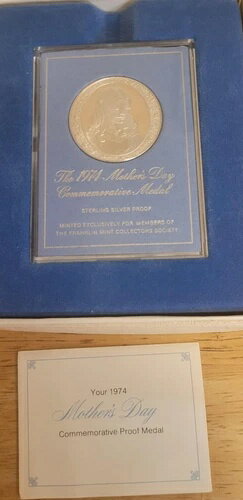 The 1974 Mother's Day
Commemorative Medal
STERLING SILVER PROOF
MINTED EXCLUSIVELY FOR MEMBERS OF
THE FRANKLIN MINT COLLECTORS SOCIETY
Your 1974
Mother's Day
Commemorative Proof Medal